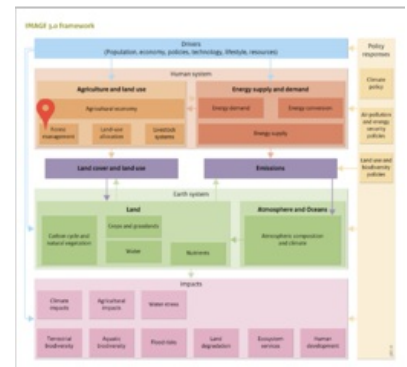 IMAGE 3.0 framework
Drivers
(Population, economy, policies, technology, lifestyle, resources)
Policy
responses
Human system
Agriculture and land use
Energy supply and demand
Climate
policy
Agricultural economy
Energy demand
Energy conversion
Air pollution
and energy
security
policies
Forest
management
Land-use
allocation
Livestock
systems
Energy supply
Land cover and land use
Emissions
Land use and
biodiversity
policies
Earth system
Land
Atmosphere and Oceans
Carbon cycle and
natural vegetation
Crops and grasslands
Water
Nutrients
Atmospheric composition
and climate
Impacts
Climate
impacts
Agricultural
impacts
Water stress
Terrestrial
biodiversity
Aquatic
biodiversity
Flood risks
Land
degradation
Ecosystem
services
Human
development